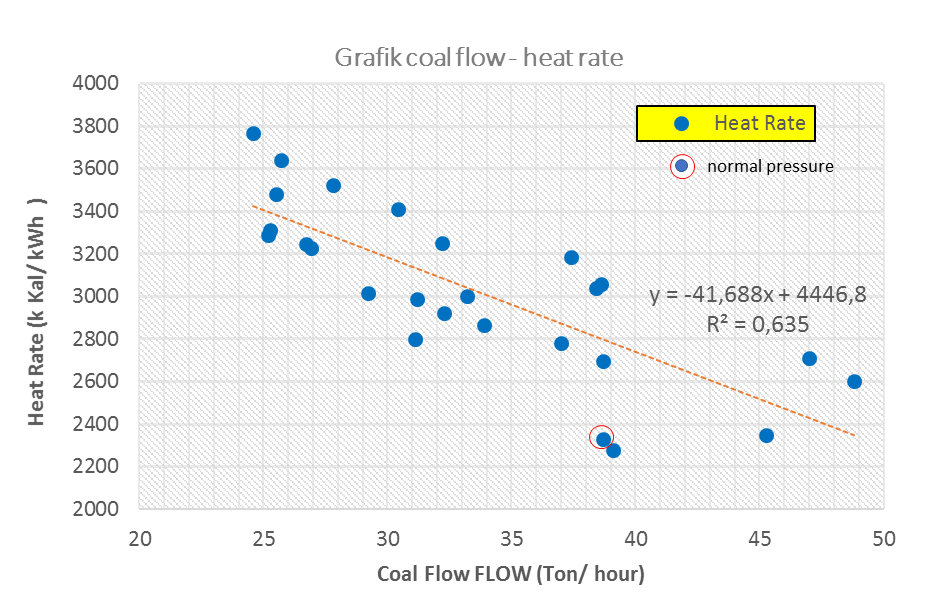 Grafik coal flow - heat rate
4000
3800
3600
3400
3200
3000
2800
2600
2400
2200
2000
Heat Rate (k Kal/ kWh )
Heat Rate
normal pressure
y = -41,688x + 4446,8
R² = 0,635
20 25 30 35 40 45 50
Coal Flow FLOW (Ton/ hour)